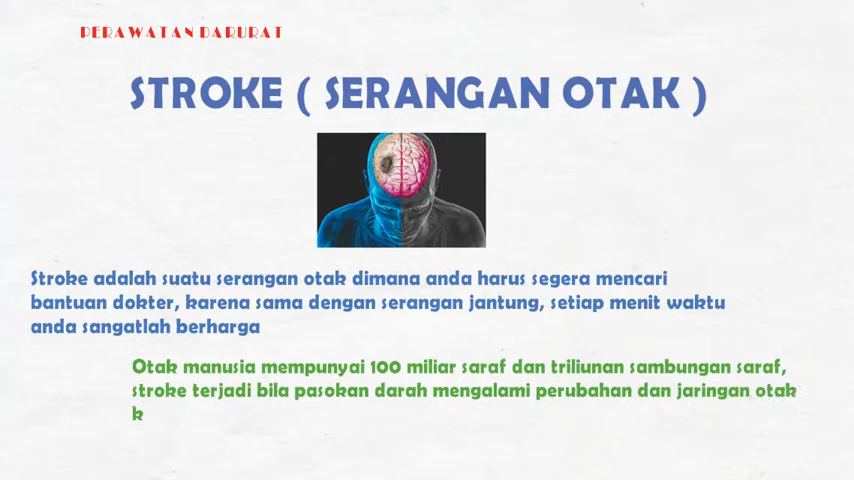 PERAWATAN DARURAT
STROKE ( SERANGAN OTAK )
Stroke adalah suatu serangan otak dimana anda harus segera mencari
bantuan dokter, karena sama dengan serangan jantung, setiap menit waktu
anda sangatlah berharga
Otak manusia mempunyai 100 miliar saraf dan triliunan sambungan saraf,
stroke terjadi bila pasokan darah mengalami perubahan dan jaringan otak
k